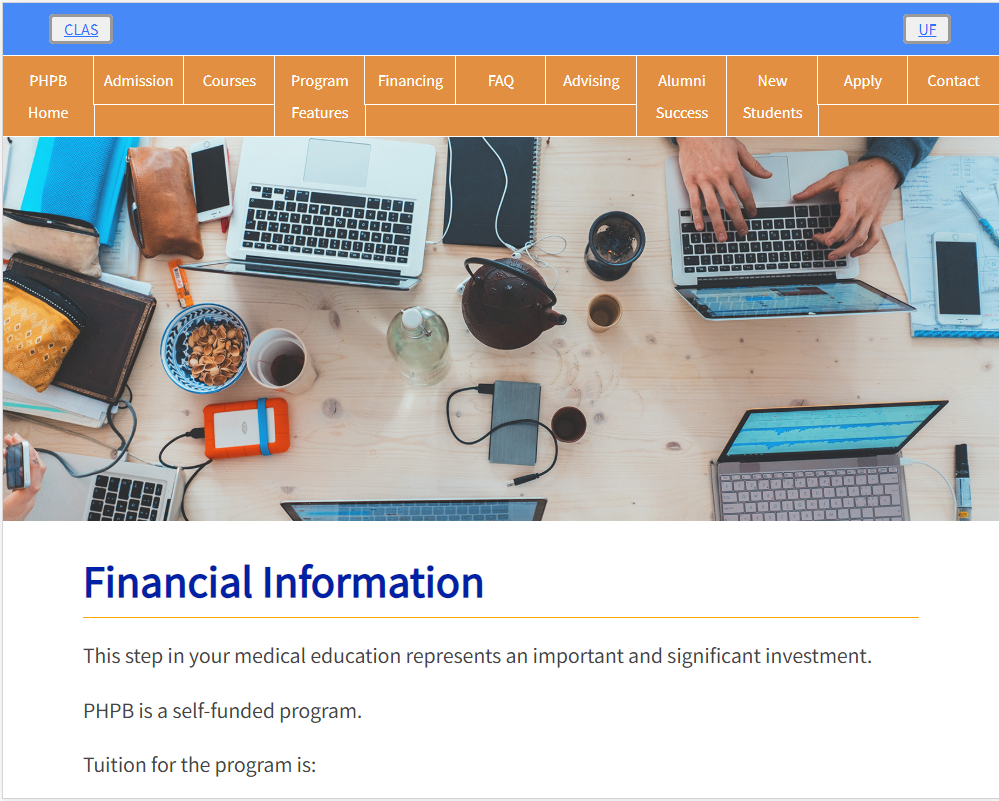 CLAS UF
PHPB Home
Admission
Courses
Program Features
Financing
FAQ
Advising
Alumni Success
New Students
Apply
Contact
Financial Information
This step in your medical education represents an important and significant investment.
PHPB is a self-funded program.
Tuition for the program is: